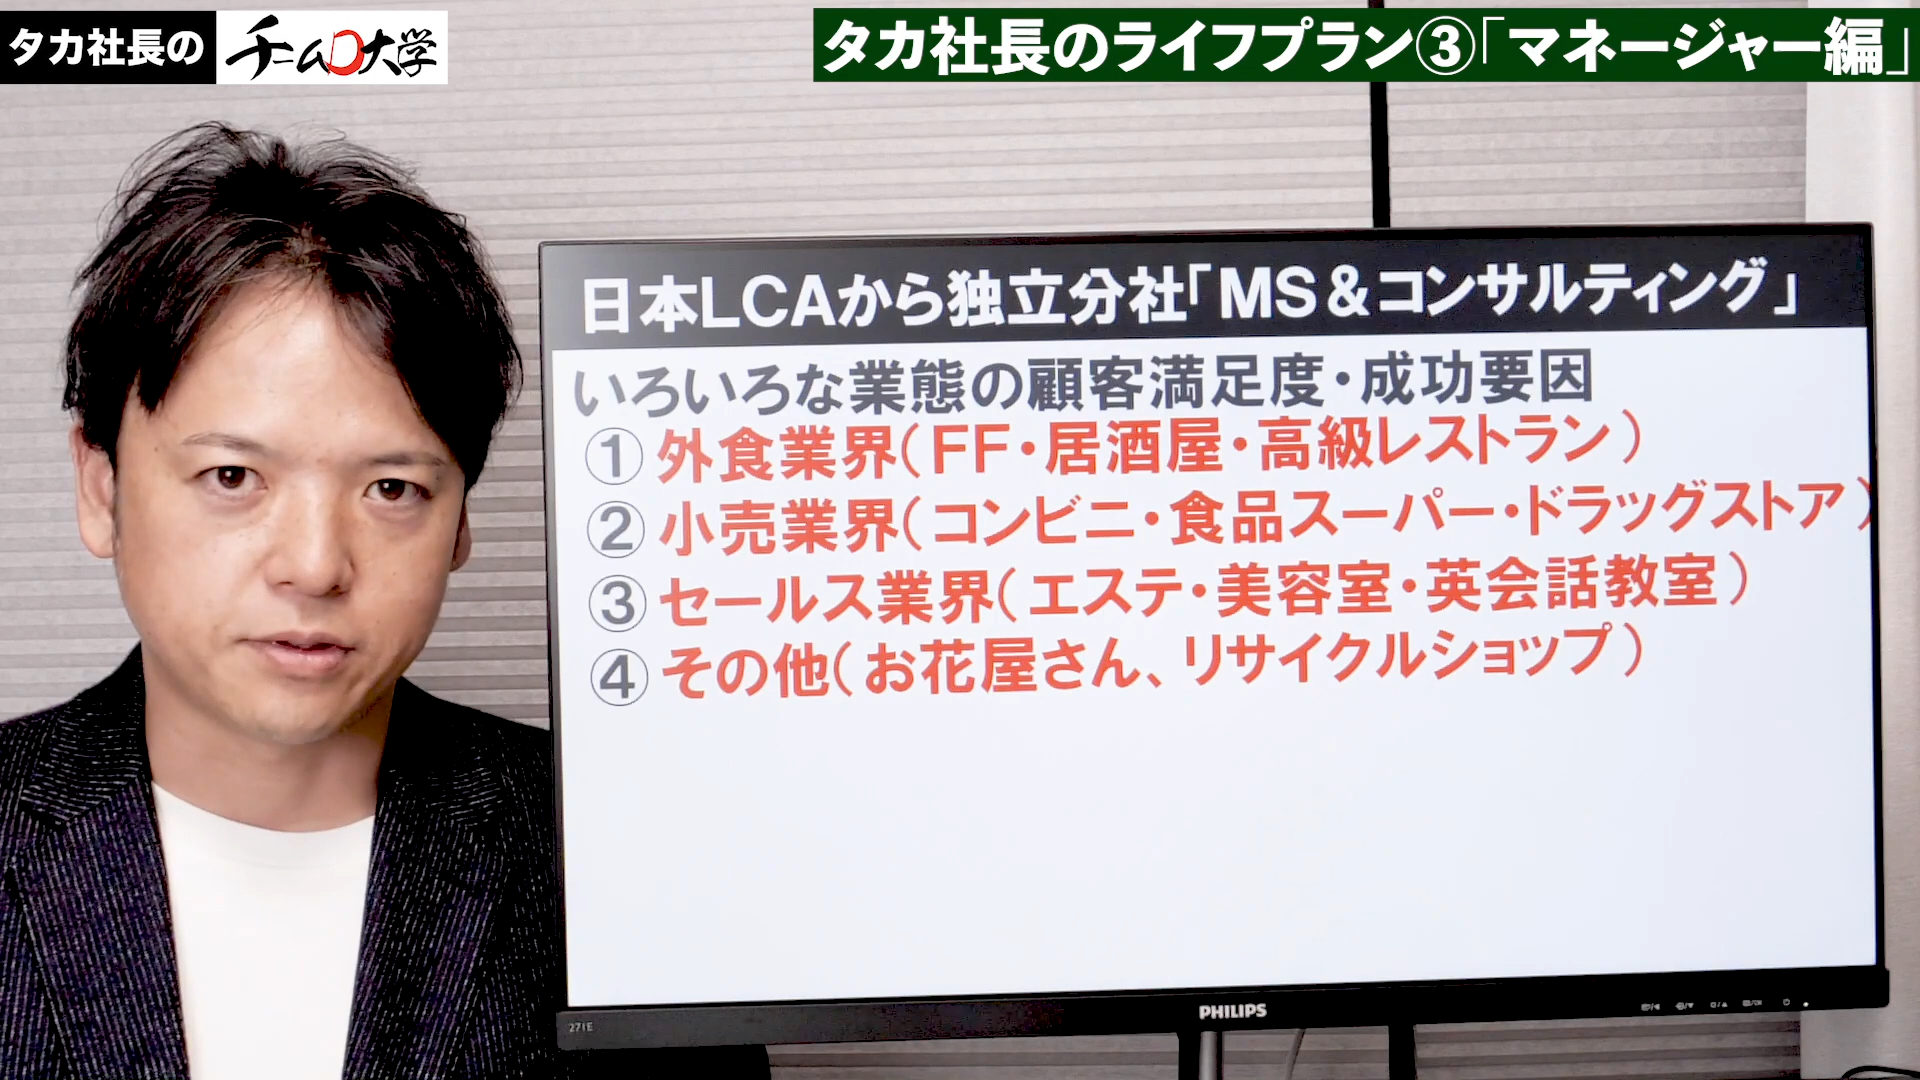 タカ社長の チームD大学
タカ社長のライフプラン③「マネージャー編」
日本LCAから独立分社「MS＆コンサルティング」
いろいろな業態の顧客満足度・成功要因
① 外食業界（FF・居酒屋・高級レストラン）
② 小売業界（コンビニ・食品スーパー・ドラッグストア）
③ セールス業界（エステ・美容室・英会話教室）
④ その他（お花屋さん、リサイクルショップ）
PHILIPS
271E